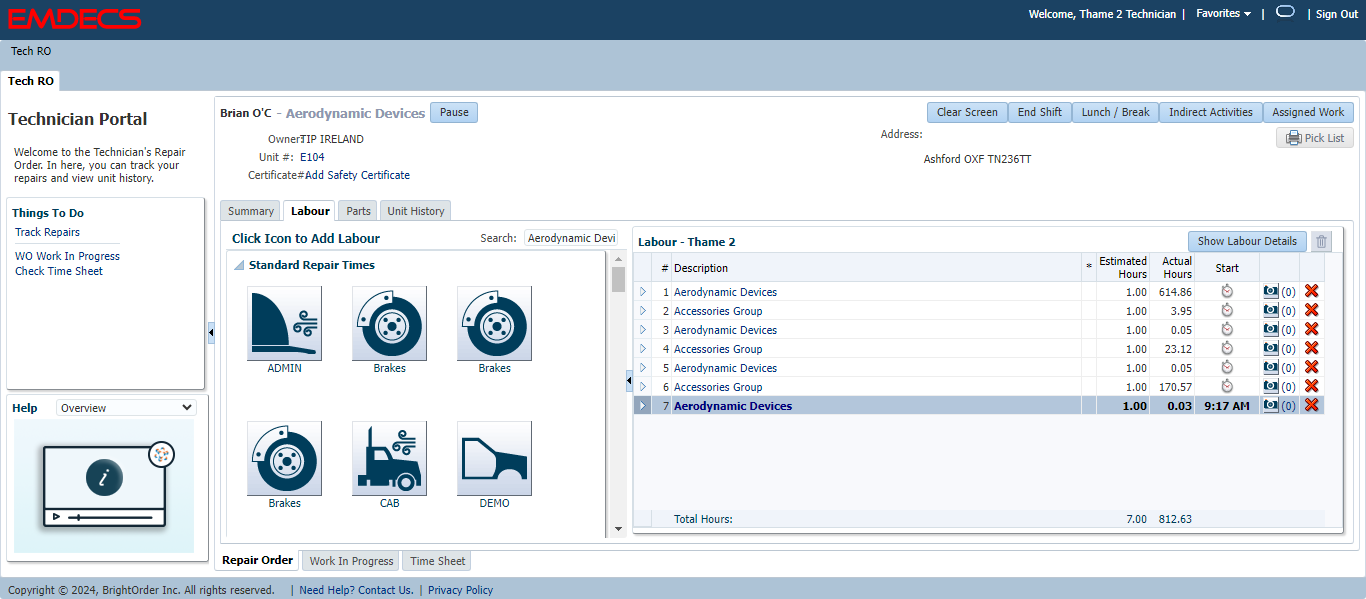 EMDECS
Welcome, Thame 2 Technician | Favorites | | Sign Out
Tech RO
Tech RO
Technician Portal
Welcome to the Technician's Repair
Order. In here, you can track your
repairs and view unit history.
Things To Do
Track Repairs
WO Work In Progress
Check Time Sheet
Help Overview
i
Brian O'C - Aerodynamic Devices Pause
Clear Screen End Shift Lunch / Break Indirect Activities Assigned Work
Pick List
Owner: TIP IRELAND
Unit #: E104
Certificate# Add Safety Certificate
Address:
Ashford OXF TN236TT
Summary Labour Parts Unit History
Click Icon to Add Labour Search: Aerodynamic Devi
Standard Repair Times
ADMIN Brakes Brakes
Brakes CAB DEMO
Labour - Thame 2 Show Labour Details
# Description * Estimated Hours Actual Hours Start
1 Aerodynamic Devices 1.00 614.86 (0)
2 Accessories Group 1.00 3.95 (0)
3 Aerodynamic Devices 1.00 0.05 (0)
4 Accessories Group 1.00 23.12 (0)
5 Aerodynamic Devices 1.00 0.05 (0)
6 Accessories Group 1.00 170.57 (0)
7 Aerodynamic Devices 1.00 0.03 9:17 AM (0)
Total Hours: 7.00 812.63
Repair Order Work In Progress Time Sheet
Copyright © 2024, BrightOrder Inc. All rights reserved. | Need Help? Contact Us. | Privacy Policy